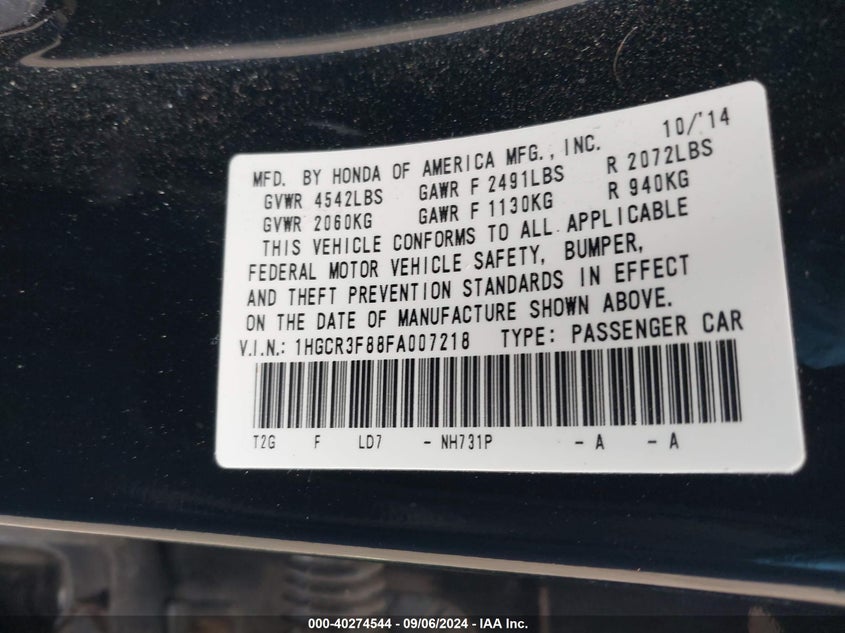 10/'14
MFD. BY HONDA OF AMERICA MFG., INC.
GVWR 4542LBS GAWR F 2491LBS R 2072LBS
GVWR 2060KG GAWR F 1130KG R 940KG
THIS VEHICLE CONFORMS TO ALL APPLICABLE
FEDERAL MOTOR VEHICLE SAFETY, BUMPER,
AND THEFT PREVENTION STANDARDS IN EFFECT
ON THE DATE OF MANUFACTURE SHOWN ABOVE.
V.I.N.: 1HGCR3F88FA007218 TYPE: PASSENGER CAR
T2G F LD7 - NH731P - A - A
000-40274544 - 09/06/2024 - IAA Inc.